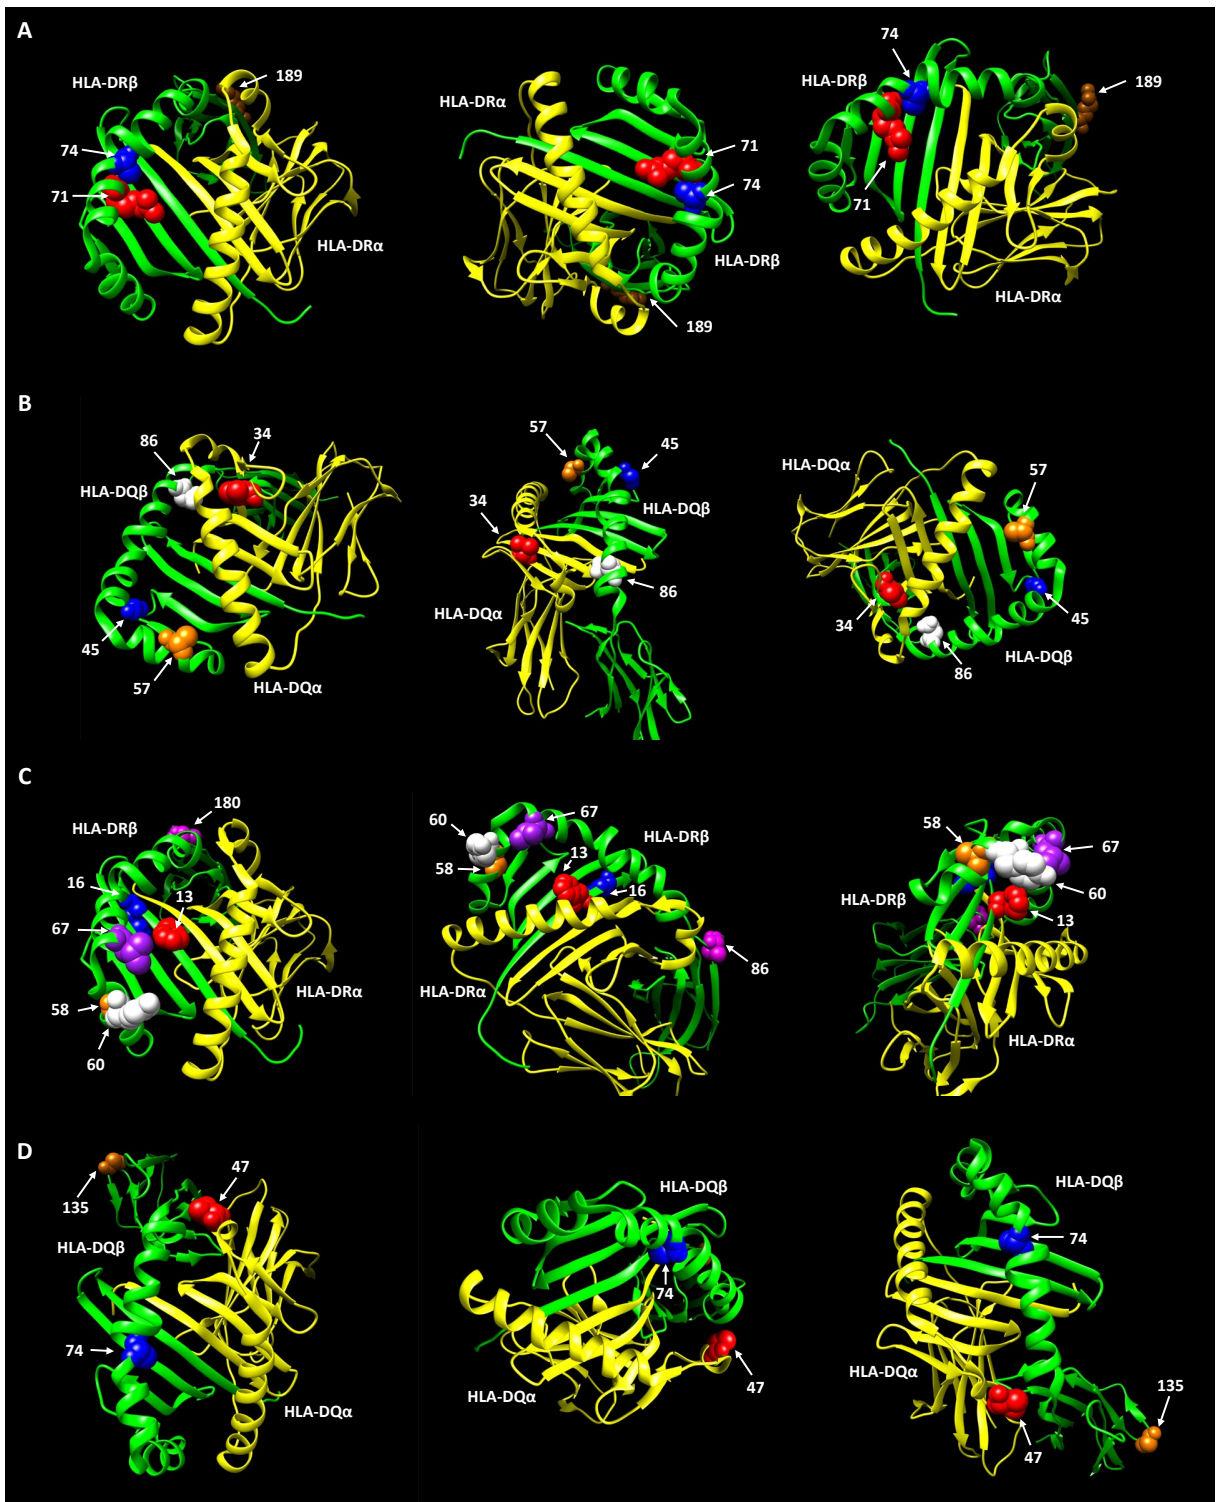 A
HLA-DRβ
189
74
71
HLA-DRα
HLA-DRα
71
74
HLA-DRβ
189
74
HLA-DRβ
189
71
HLA-DRα
B
86
34
HLA-DQβ
45
57
HLA-DQα
57
45
HLA-DQβ
34
86
HLA-DQα
HLA-DQα
57
34
45
HLA-DQβ
86
C
180
HLA-DRβ
16
13
67
HLA-DRα
58
60
60
67
HLA-DRβ
13
58
16
86
HLA-DRα
58
67
HLA-DRβ
60
13
HLA-DRα
D
47
135
HLA-DQβ
74
HLA-DQα
HLA-DQβ
74
47
HLA-DQα
HLA-DQβ
74
HLA-DQα
135
47